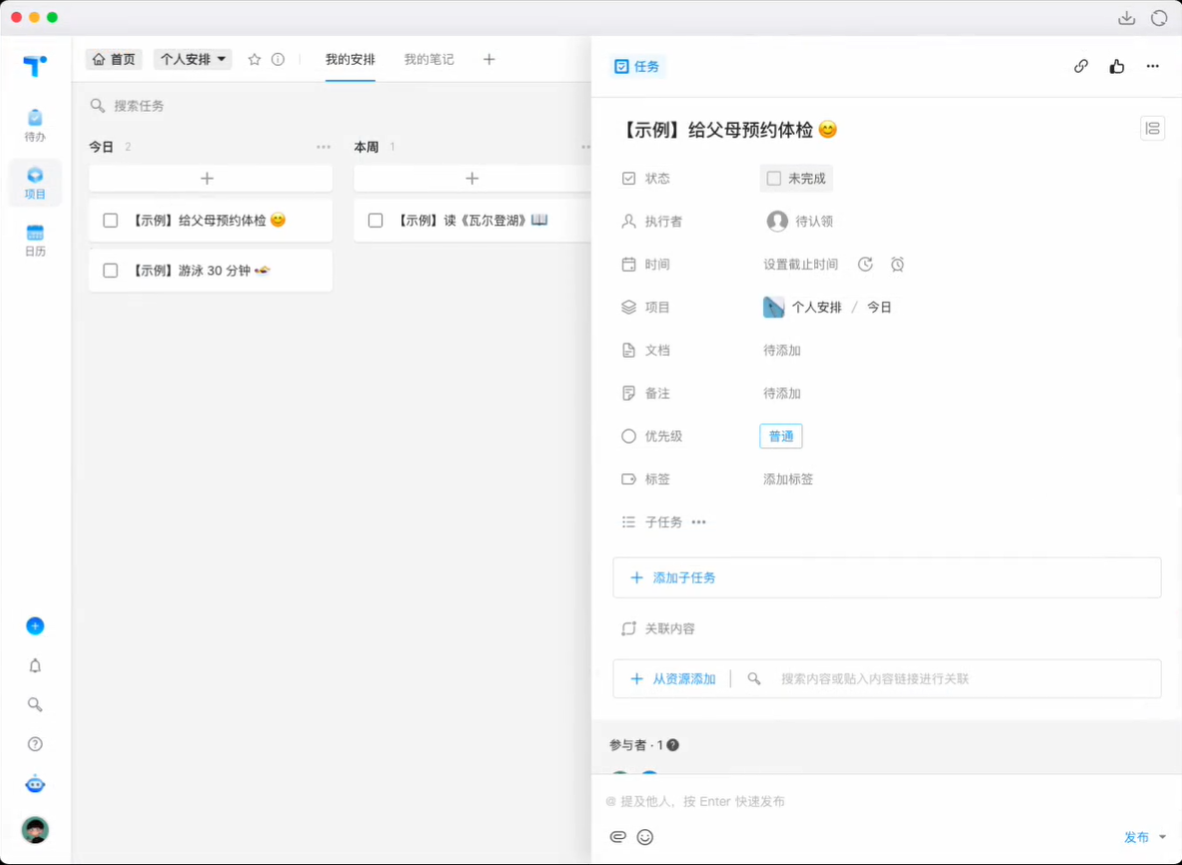 首页
个人安排
我的安排
我的笔记
待办
项目
日历
搜索任务
今日 2
本周 1
【示例】给父母预约体检 😊
【示例】游泳 30 分钟
【示例】读《瓦尔登湖》
任务
【示例】给父母预约体检 😊
状态 未完成
执行者 待认领
时间 设置截止时间
项目 个人安排 / 今日
文档 待添加
备注 待添加
优先级 普通
标签 添加标签
子任务
添加子任务
关联内容
从资源添加 搜索内容或贴入内容链接进行关联
参与者 · 1
@ 提及他人，按 Enter 快速发布
发布